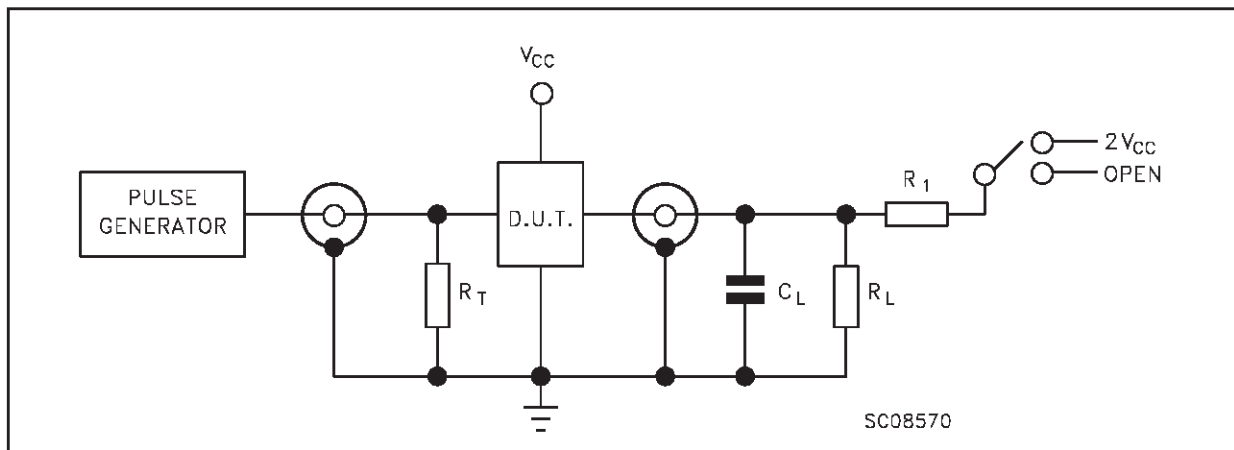 VCC
2VCC
OPEN
PULSE
GENERATOR
D.U.T.
R1
RT
CL
RL
SC08570